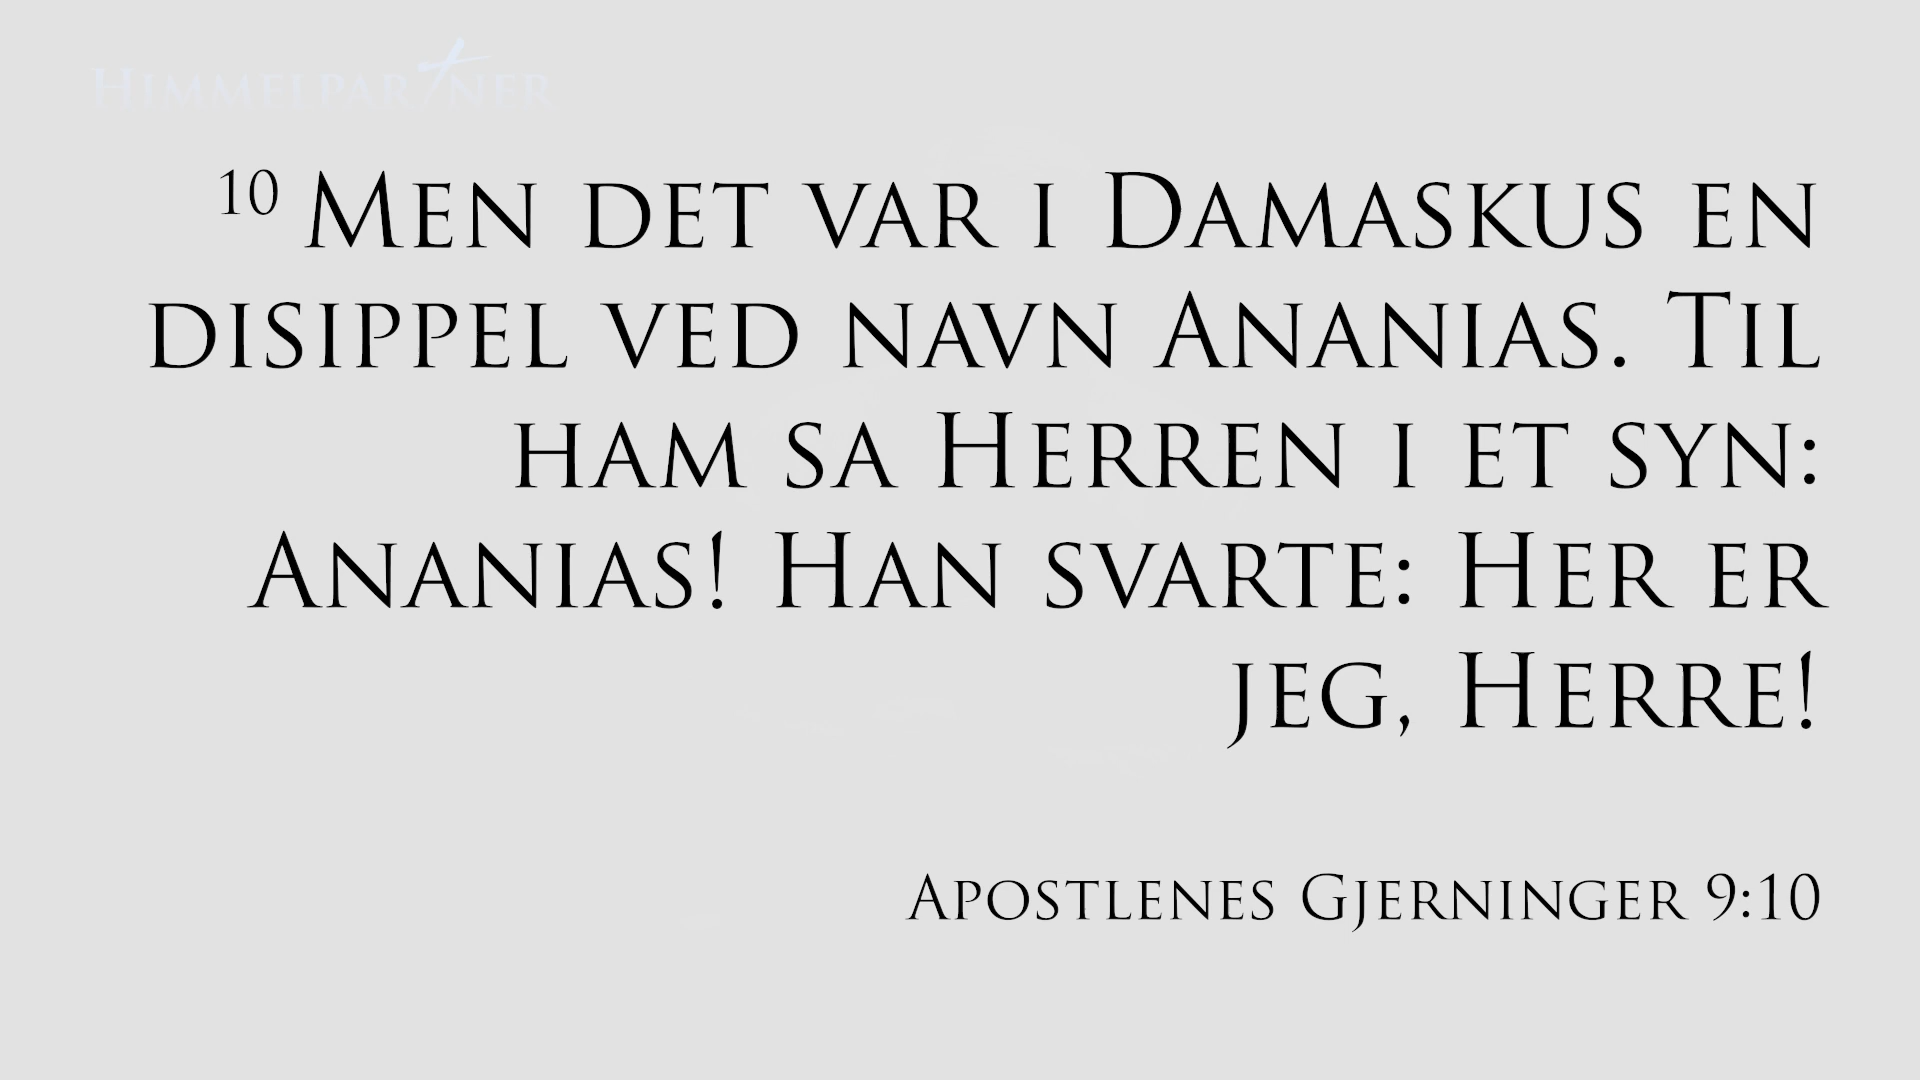 Himmelpartner
10 Men det var i Damaskus en
disippel ved navn Ananias. Til
ham sa Herren i et syn:
Ananias! Han svarte: Her er
jeg, Herre!
Apostlenes Gjerninger 9:10